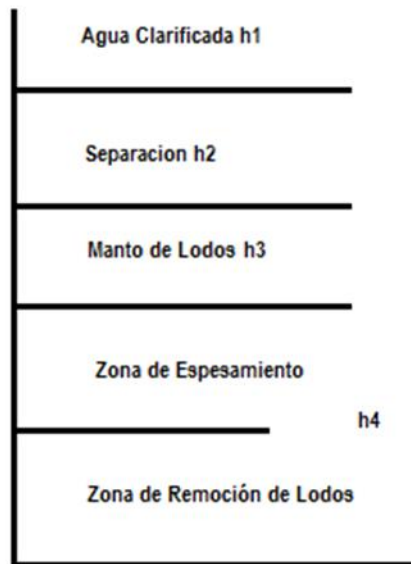 Agua Clarificada h1
Separacion h2
Manto de Lodos h3
Zona de Espesamiento
h4
Zona de Remoción de Lodos